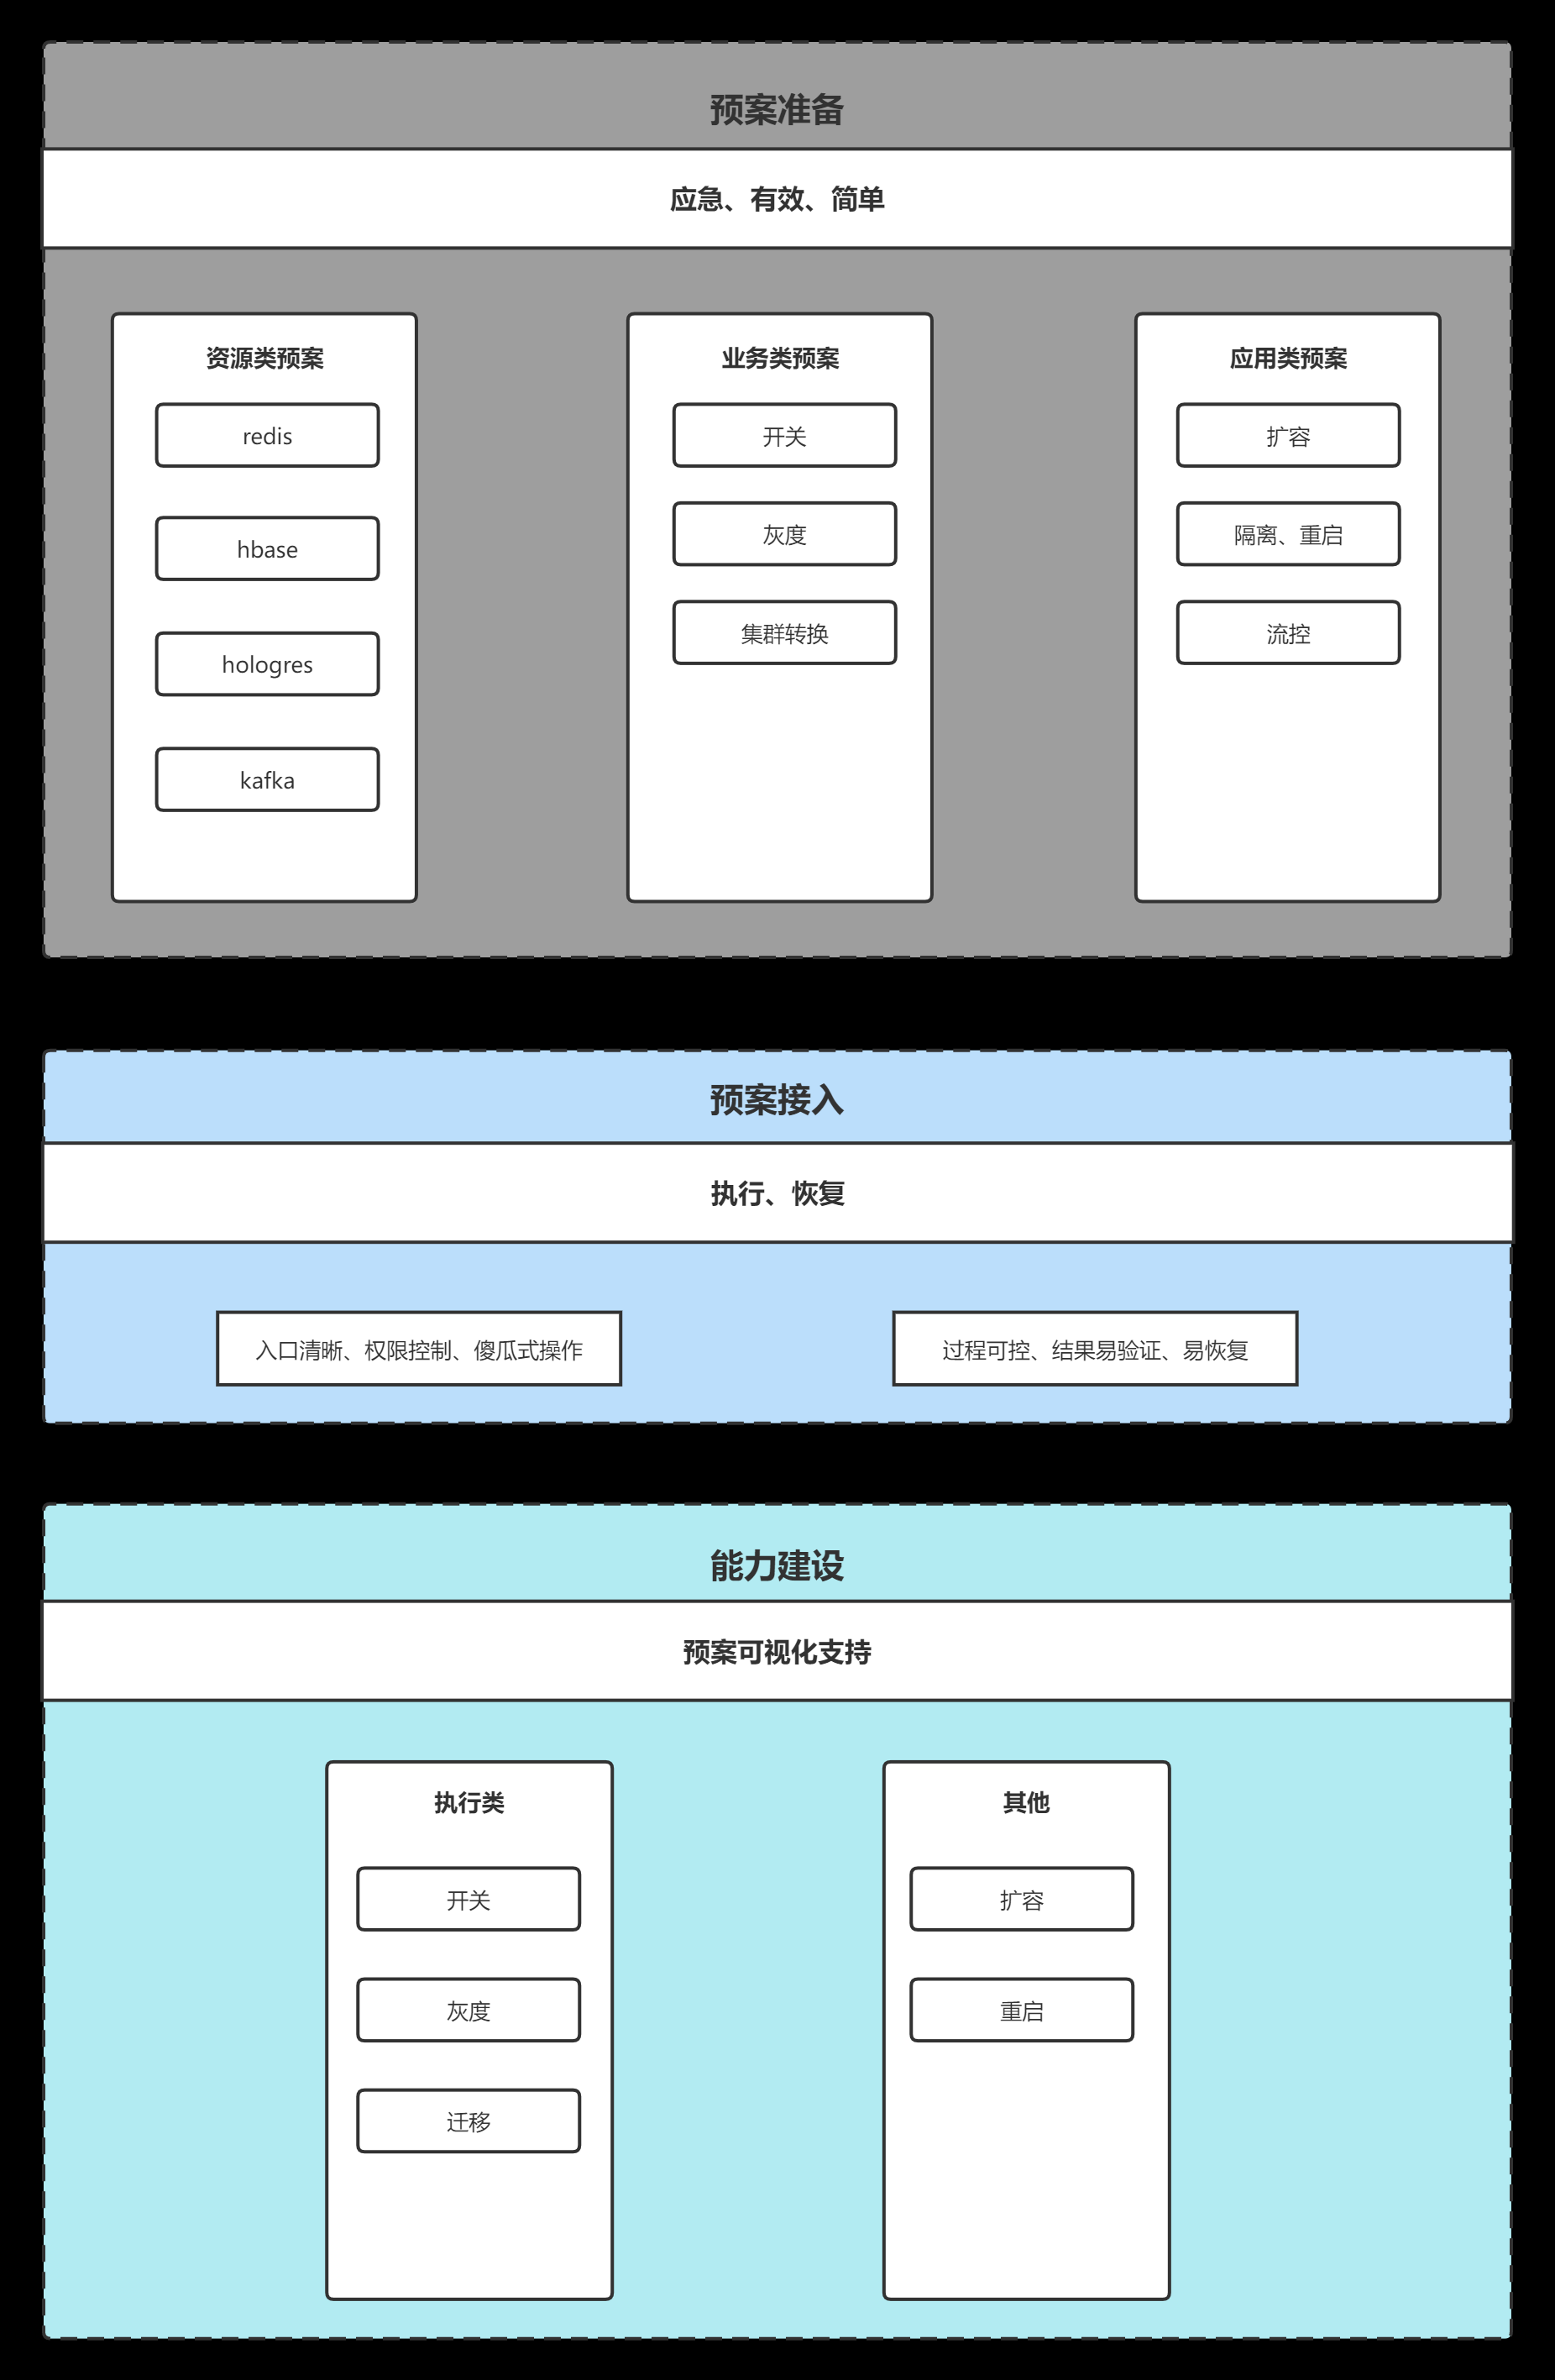 预案准备
应急、有效、简单
资源类预案
redis
hbase
hologres
kafka
业务类预案
开关
灰度
集群转换
应用类预案
扩容
隔离、重启
流控
预案接入
执行、恢复
入口清晰、权限控制、傻瓜式操作
过程可控、结果易验证、易恢复
能力建设
预案可视化支持
执行类
开关
灰度
迁移
其他
扩容
重启